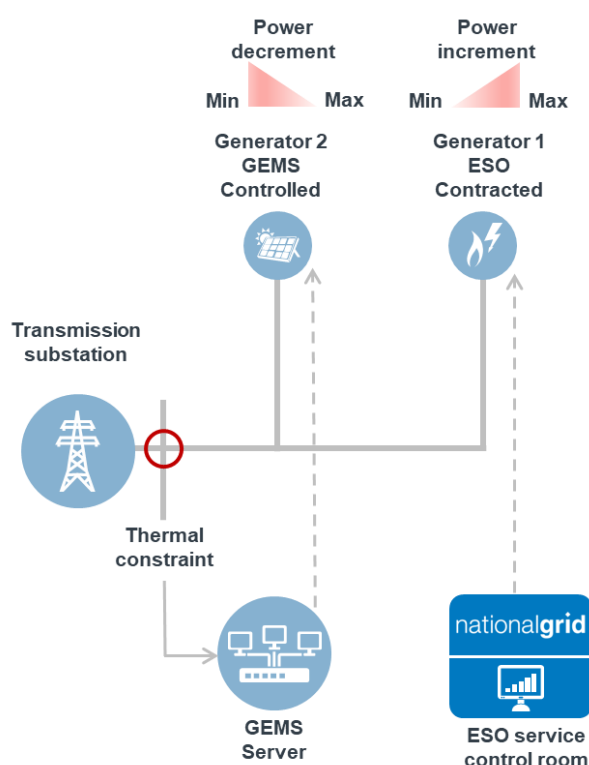 Power
decrement
Min
Max
Generator 2
GEMS
Controlled
Power
increment
Min
Max
Generator 1
ESO
Contracted
Transmission
substation
Thermal
constraint
GEMS
Server
nationalgrid
ESO service
control room